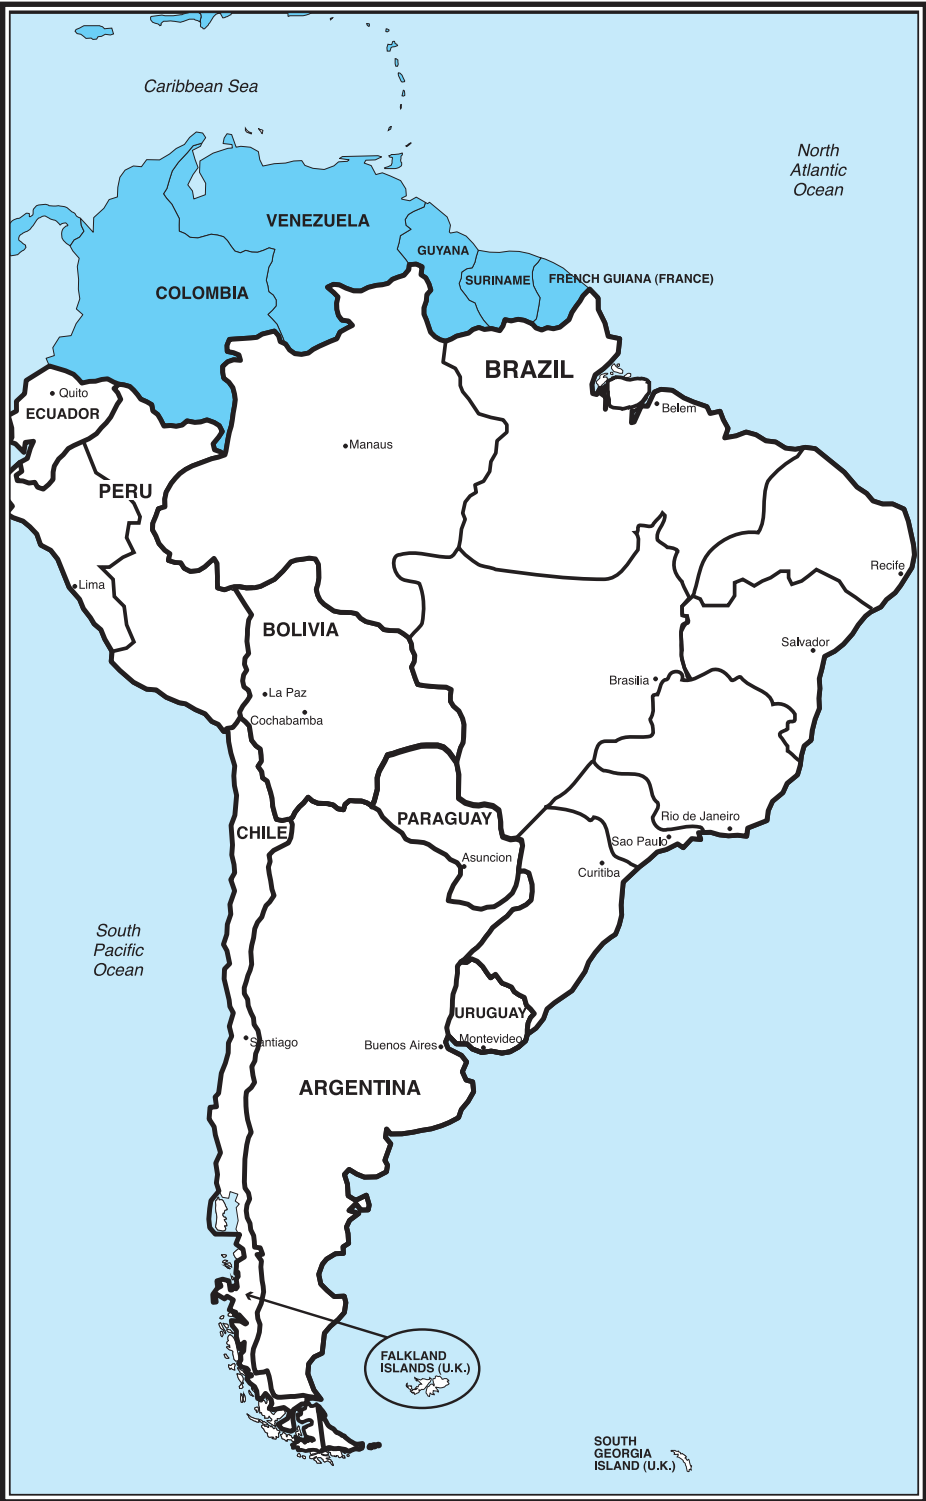 Caribbean Sea
North
Atlantic
Ocean
VENEZUELA
GUYANA
SURINAME
FRENCH GUIANA (FRANCE)
COLOMBIA
BRAZIL
Quito
ECUADOR
Belem
Manaus
PERU
Recife
Lima
BOLIVIA
Salvador
Brasilia
La Paz
Cochabamba
Rio de Janeiro
PARAGUAY
CHILE
Sao Paulo
Asuncion
Curitiba
South
Pacific
Ocean
URUGUAY
Santiago
Buenos Aires
Montevideo
ARGENTINA
FALKLAND
ISLANDS (U.K.)
SOUTH
GEORGIA
ISLAND (U.K.)